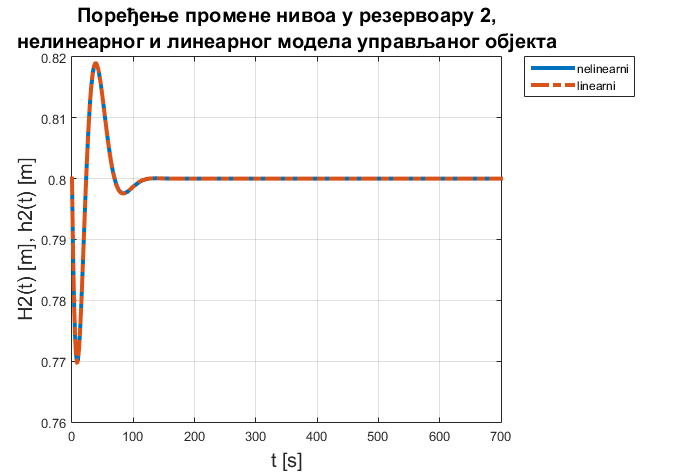 Поређење промене нивоа у резервоару 2,
нелинеарног и линеарног модела управљаног објекта
nelinearni
linearni
H2(t) [m], h2(t) [m]
0.82
0.81
0.8
0.79
0.78
0.77
0.76
0 100 200 300 400 500 600 700
t [s]